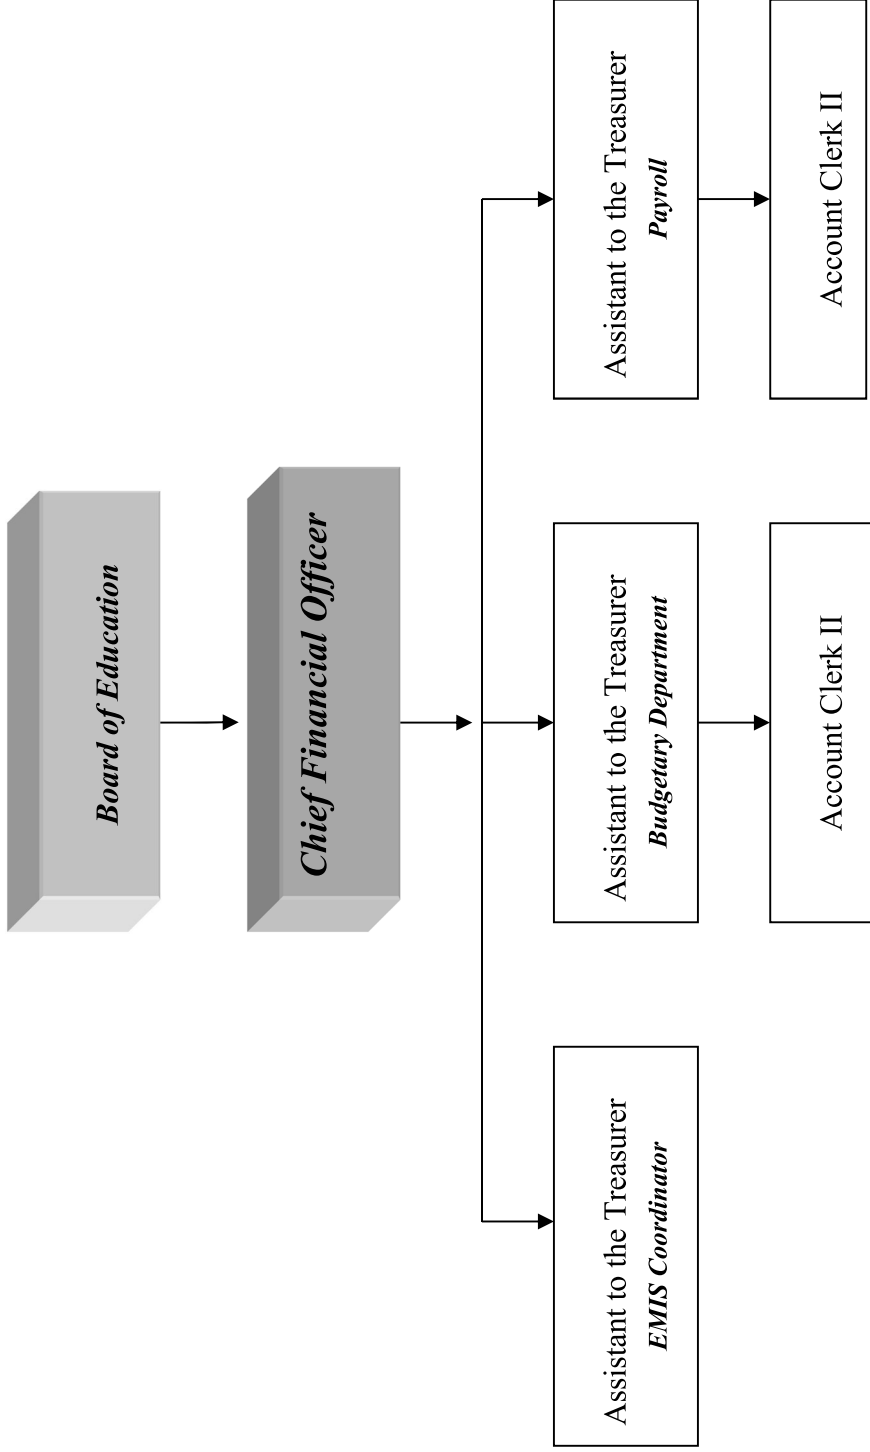 Board of Education
Chief Financial Officer
Assistant to the Treasurer
EMIS Coordinator
Assistant to the Treasurer
Budgetary Department
Assistant to the Treasurer
Payroll
Account Clerk II
Account Clerk II